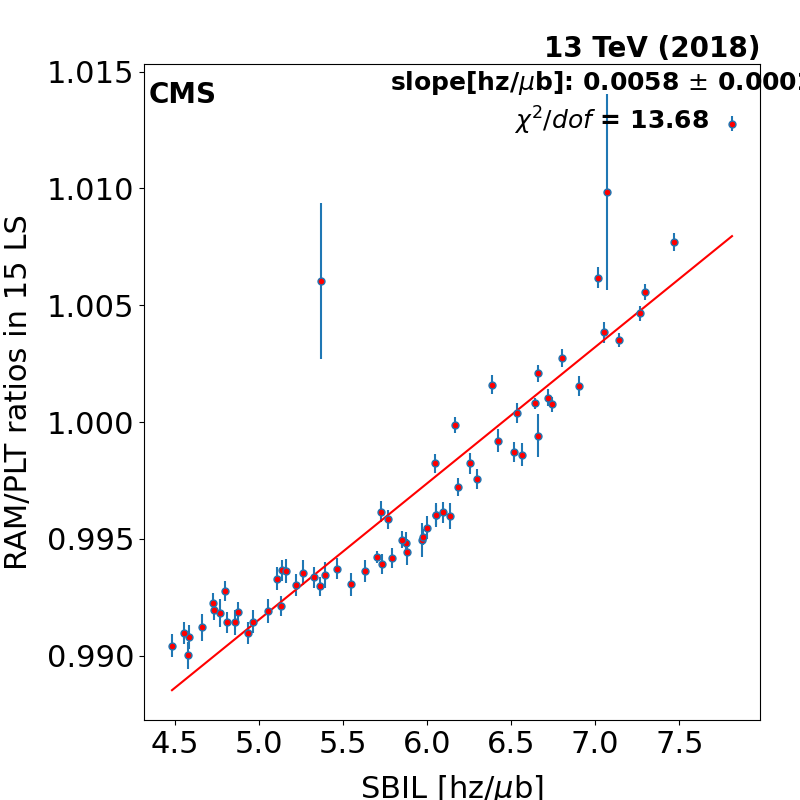 13 TeV (2018)
CMS
slope[hz/μb]: 0.0058 ± 0.000
χ²/dof = 13.68
RAM/PLT ratios in 15 LS
1.015
1.010
1.005
1.000
0.995
0.990
4.5 5.0 5.5 6.0 6.5 7.0 7.5
SBIL [hz/μb]